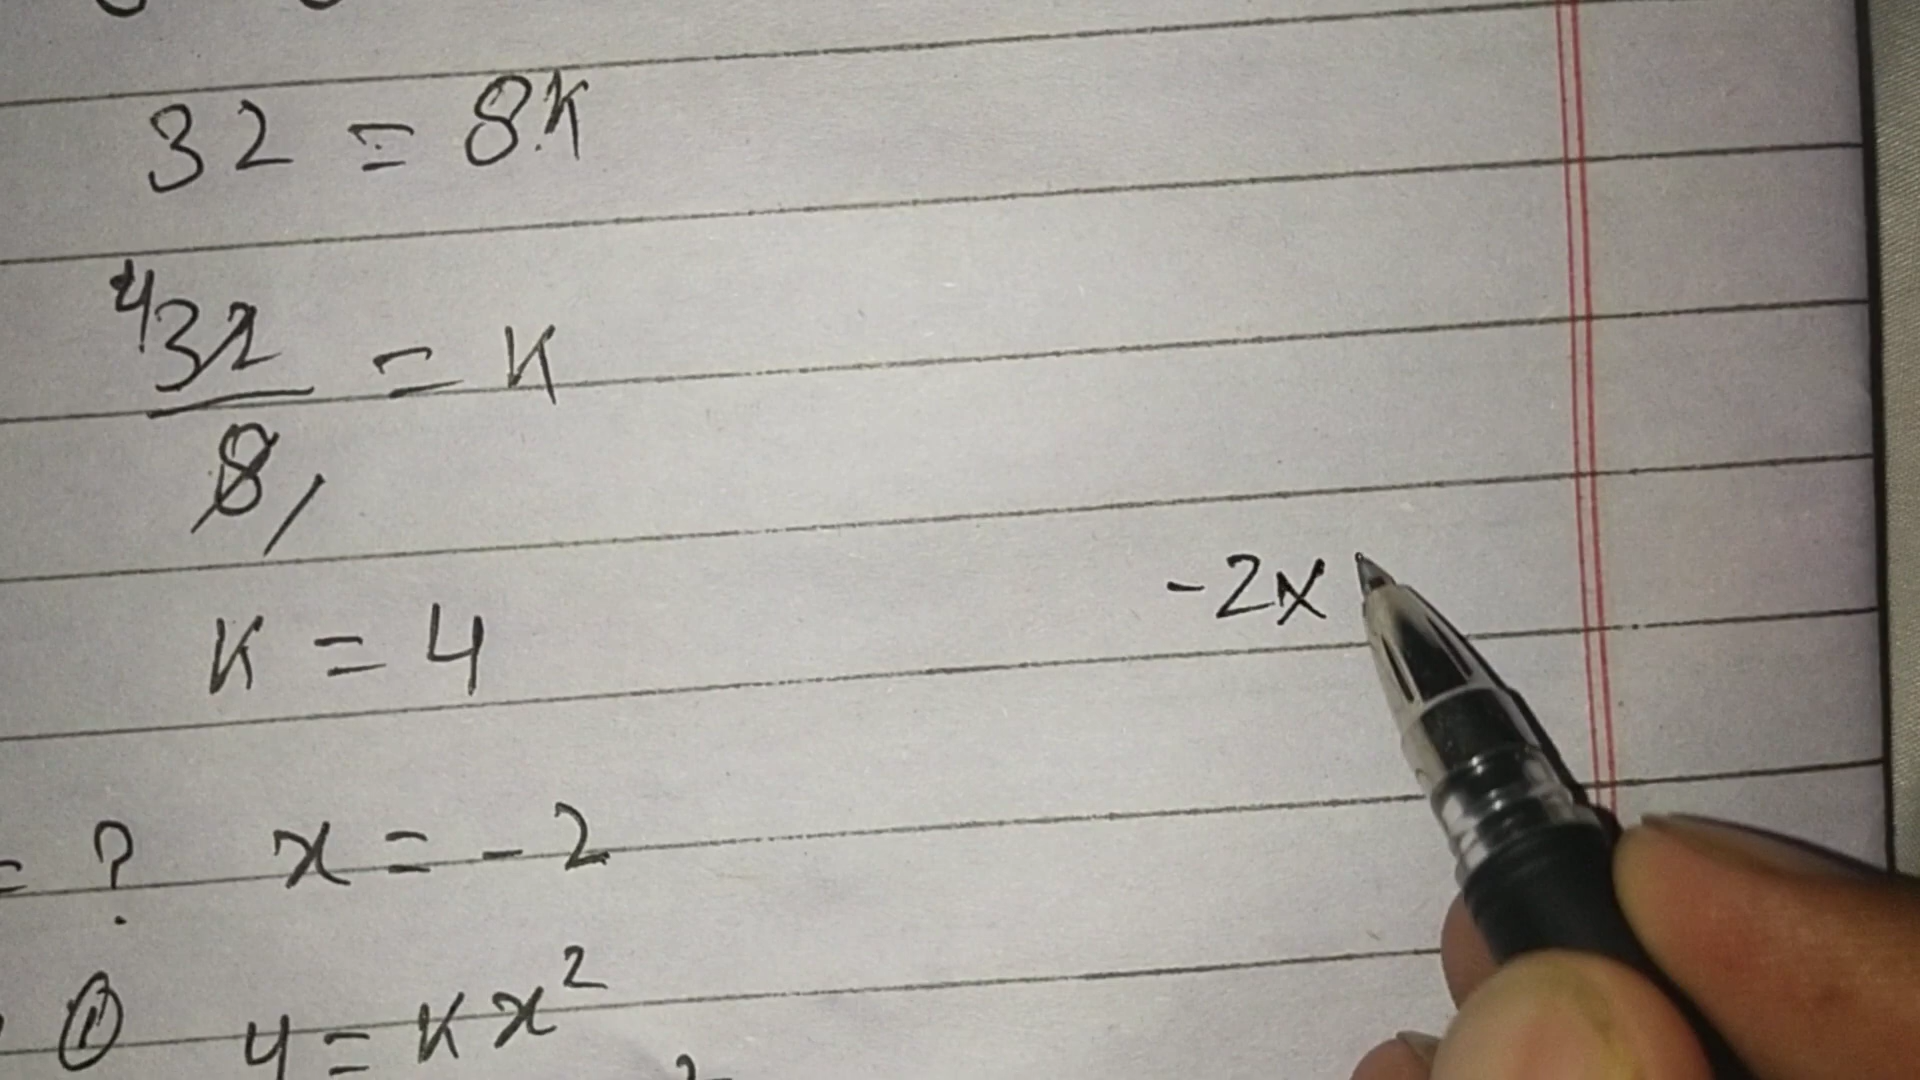 32 = 8k
4
32/8 = k
k = 4
-2x
= ? x = -2
① y = kx²